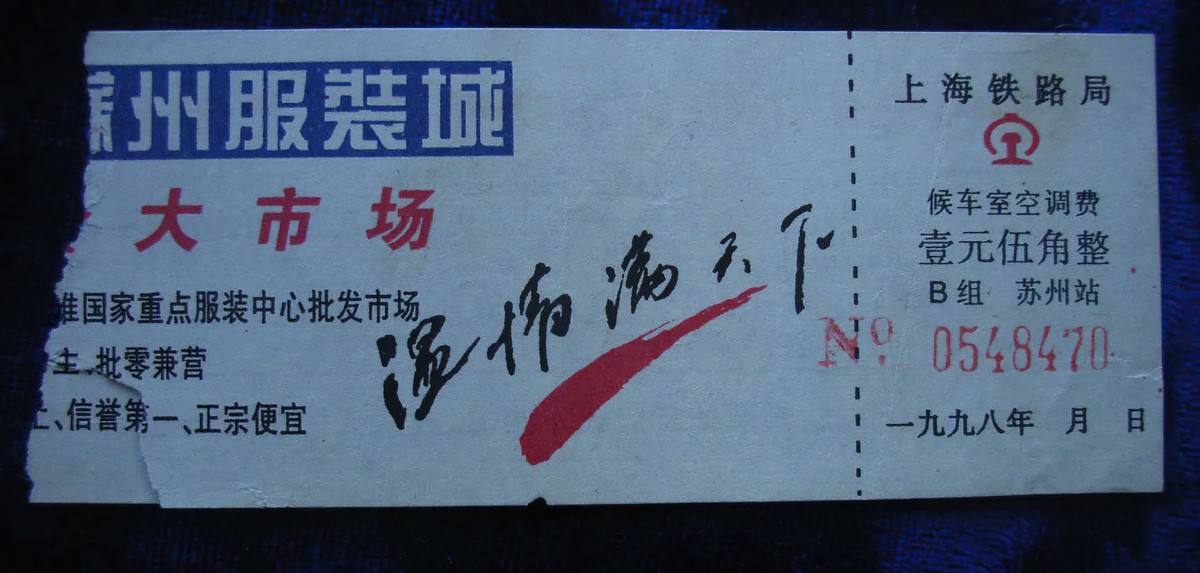 州服装城
大市场
准国家重点服装中心批发市场
主、批零兼营
上、信誉第一、正宗便宜
温情满天下
上海铁路局
候车室空调费
壹元伍角整
B组 苏州站
№ 0548470
一九九八年 月 日